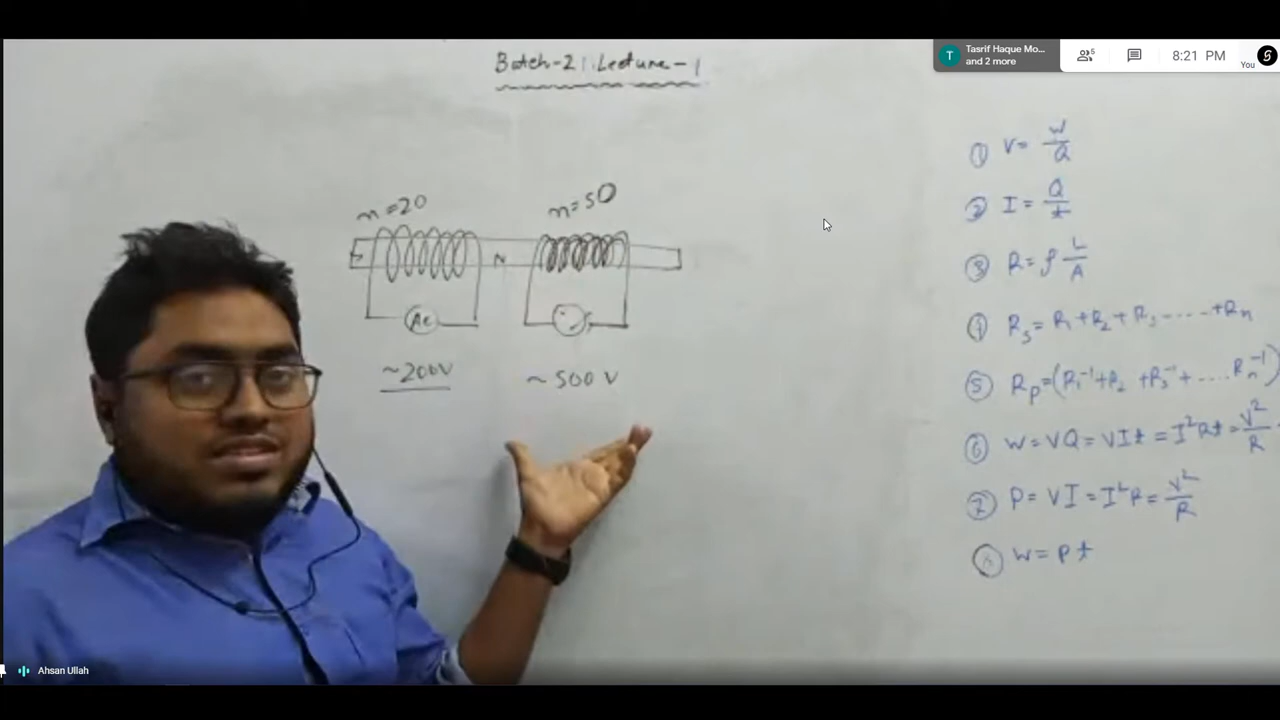 Tasrif Haque Mo...
and 2 more
T
5
8:21 PM
You
Batch-21: Lecture-1
n=20
n=50
N
AC
~200V
~500 V
① V= W/Q
② I= Q/t
③ R=ρ L/A
④ Rs=R1+R2+R3-----+Rn
⑤ Rp=(R1⁻¹+R2 +R3⁻¹+....Rn⁻¹)
⑥ W=VQ=VIt=I²Rt=V²/R
⑦ P=VI=I²R=V²/R
W=Pt
Ahsan Ullah